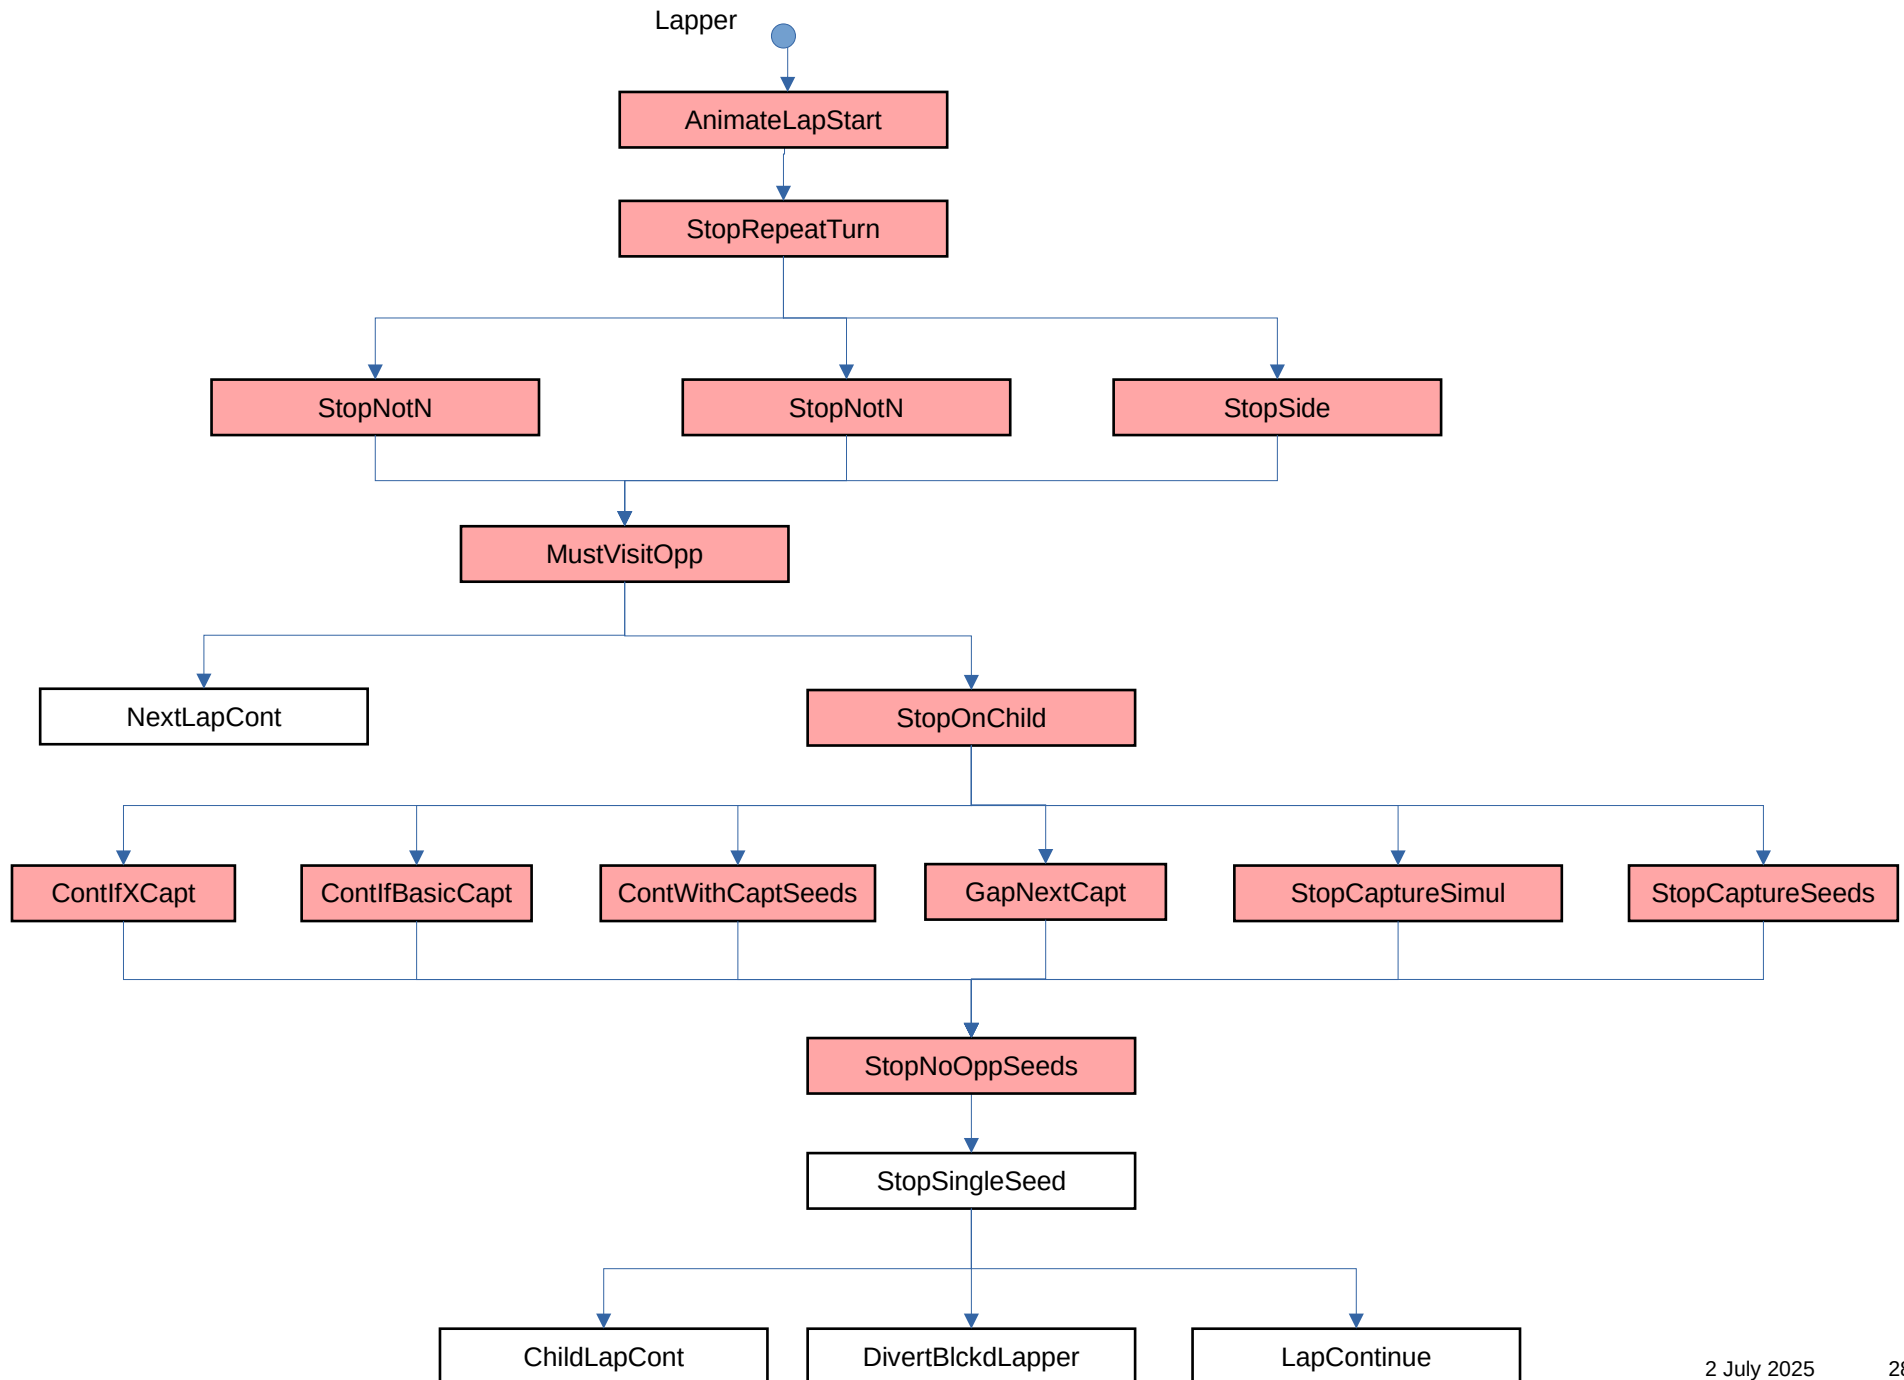 Lapper
AnimateLapStart
StopRepeatTurn
StopNotN
StopNotN
StopSide
MustVisitOpp
NextLapCont
StopOnChild
ContIfXCapt
ContIfBasicCapt
ContWithCaptSeeds
GapNextCapt
StopCaptureSimul
StopCaptureSeeds
StopNoOppSeeds
StopSingleSeed
ChildLapCont
DivertBlckdLapper
LapContinue
2 July 2025
28